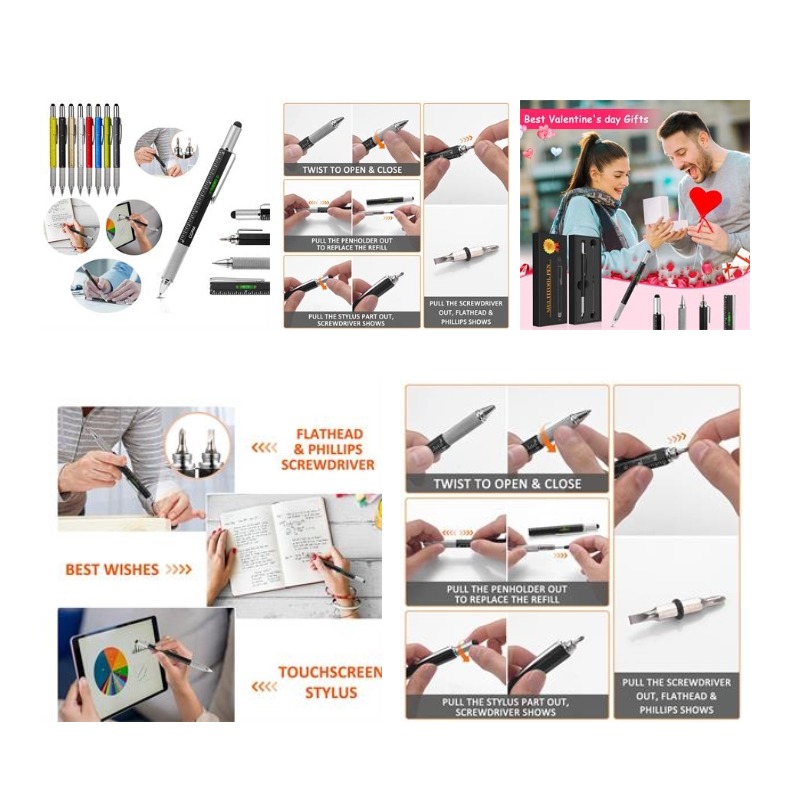 TWIST TO OPEN & CLOSE
PULL THE PENHOLDER OUT
TO REPLACE THE REFILL
PULL THE STYLUS PART OUT,
SCREWDRIVER SHOWS
PULL THE SCREWDRIVER
OUT, FLATHEAD &
PHILLIPS SHOWS
Best Valentine's day Gifts
MULTITOOL PEN
FLATHEAD
& PHILLIPS
SCREWDRIVER
BEST WISHES
TOUCHSCREEN
STYLUS
TWIST TO OPEN & CLOSE
PULL THE PENHOLDER OUT
TO REPLACE THE REFILL
PULL THE STYLUS PART OUT,
SCREWDRIVER SHOWS
PULL THE SCREWDRIVER
OUT, FLATHEAD &
PHILLIPS SHOWS